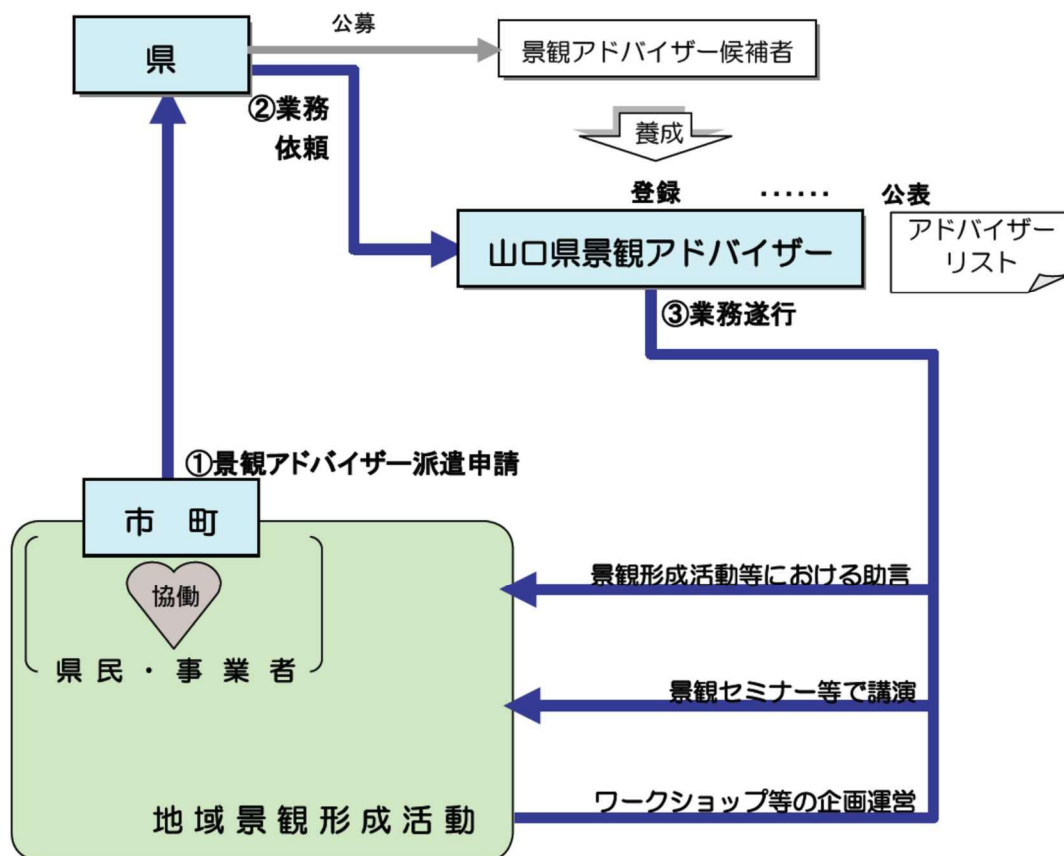 県
公募
景観アドバイザー候補者
②業務
依頼
養成
登録 ‥‥‥ 公表
山口県景観アドバイザー
アドバイザー
リスト
③業務遂行
①景観アドバイザー派遣申請
市 町
協働
県民・事業者
景観形成活動等における助言
景観セミナー等で講演
ワークショップ等の企画運営
地域景観形成活動